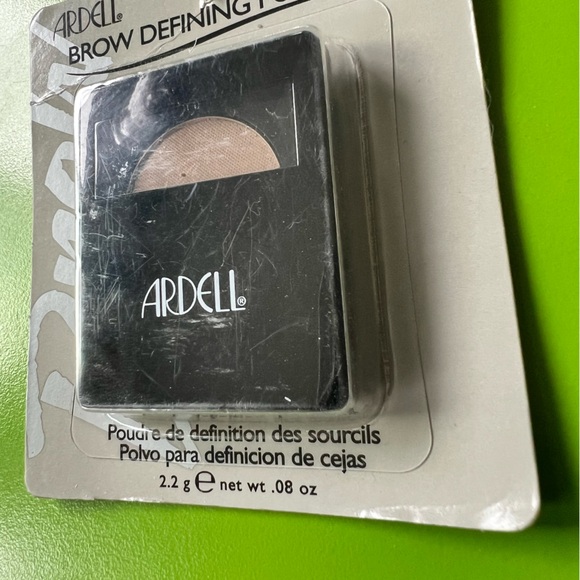 ARDELL®
BROW DEFINING
ARDELL®
Poudre de definition des sourcils
Polvo para definicion de cejas
2.2 g ℮ net wt .08 oz